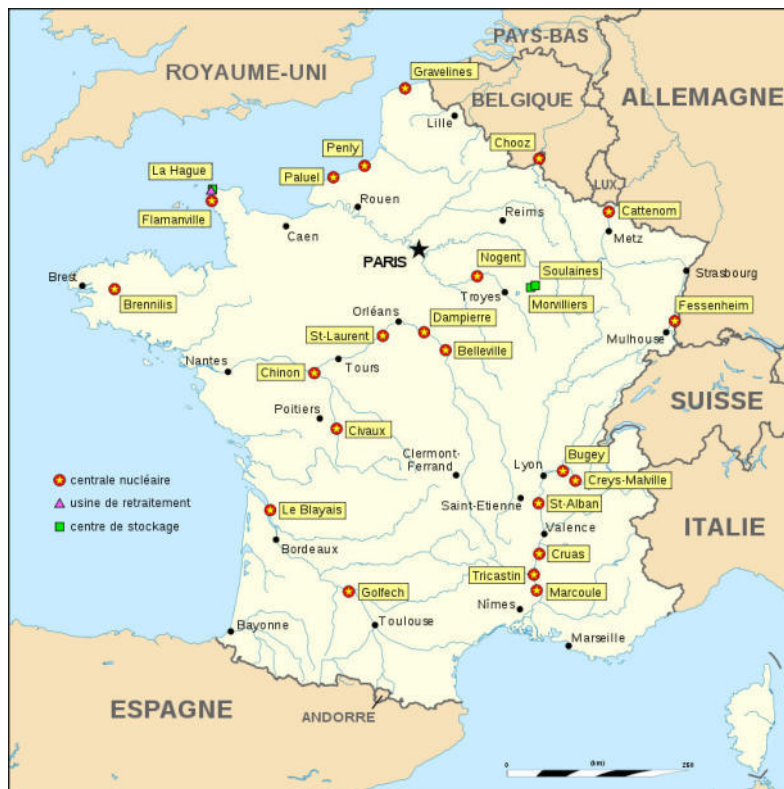 PAYS-BAS
ROYAUME-UNI
Gravelines
BELGIQUE
ALLEMAGNE
Lille
Chooz
Penly
La Hague
Paluel
LUX.
Rouen
Reims
Cattenom
Flamanville
Metz
Caen
PARIS
Nogent
Soulaines
Strasbourg
Brest
Troyes
Brennilis
Morvilliers
Fessenheim
Orléans
Dampierre
St-Laurent
Mulhouse
Belleville
Nantes
Tours
Chinon
SUISSE
Poitiers
Civaux
Clermont-
Ferrand
Bugey
Lyon
Creys-Malville
centrale nucléaire
usine de retraitement
Saint-Etienne
St-Alban
Le Blayais
centre de stockage
ITALIE
Valence
Bordeaux
Cruas
Tricastin
Golfech
Marcoule
Nîmes
Bayonne
Toulouse
Marseille
ESPAGNE
ANDORRE
0
(km)
250